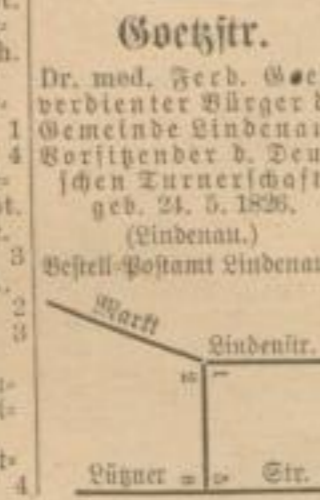 Goetzstr.
Dr. med. Ferd. Goe
verdienter Bürger d
Gemeinde Lindenau
Vorsitzender d. Deu
schen Turnerschaft
geb. 24. 5. 1826.
(Lindenau.)
Bestell-Postamt Lindenau
Markt
Lindenstr.
Lützner Str.